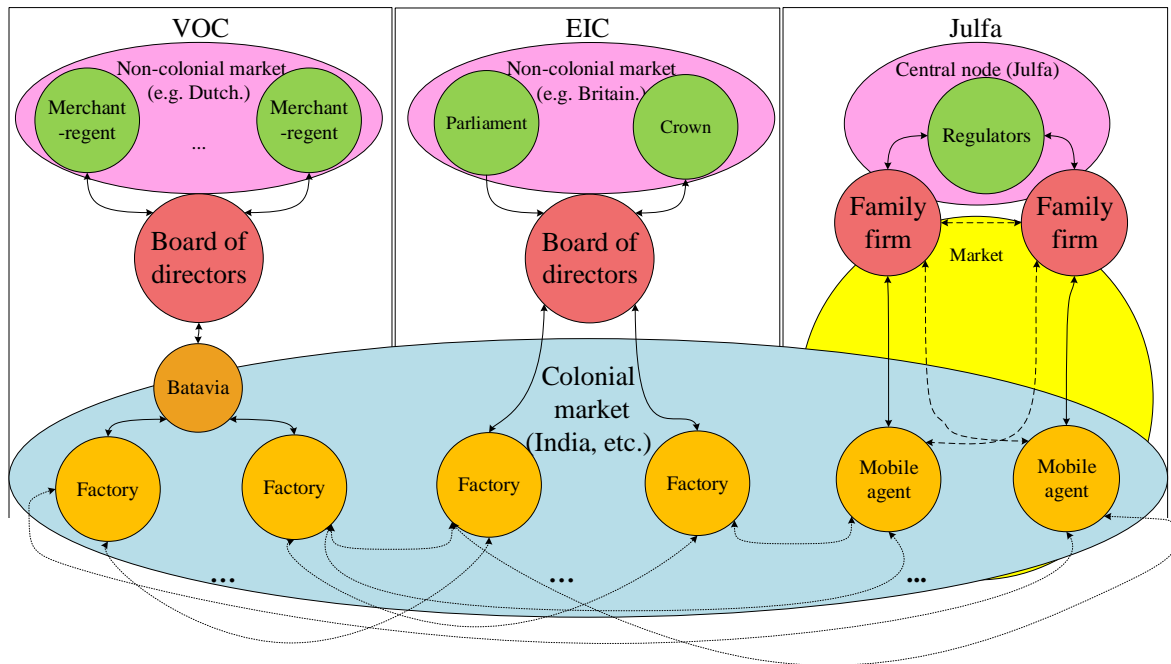 VOC
EIC
Julfa
Non-colonial market
(e.g. Dutch.)
Merchant
-regent
...
Merchant
-regent
Non-colonial market
(e.g. Britain.)
Parliament
Crown
Central node (Julfa)
Regulators
Board of
directors
Board of
directors
Family
firm
Family
firm
Market
Batavia
Colonial
market
(India, etc.)
Factory
Factory
Factory
Factory
Mobile
agent
Mobile
agent
...
...
...